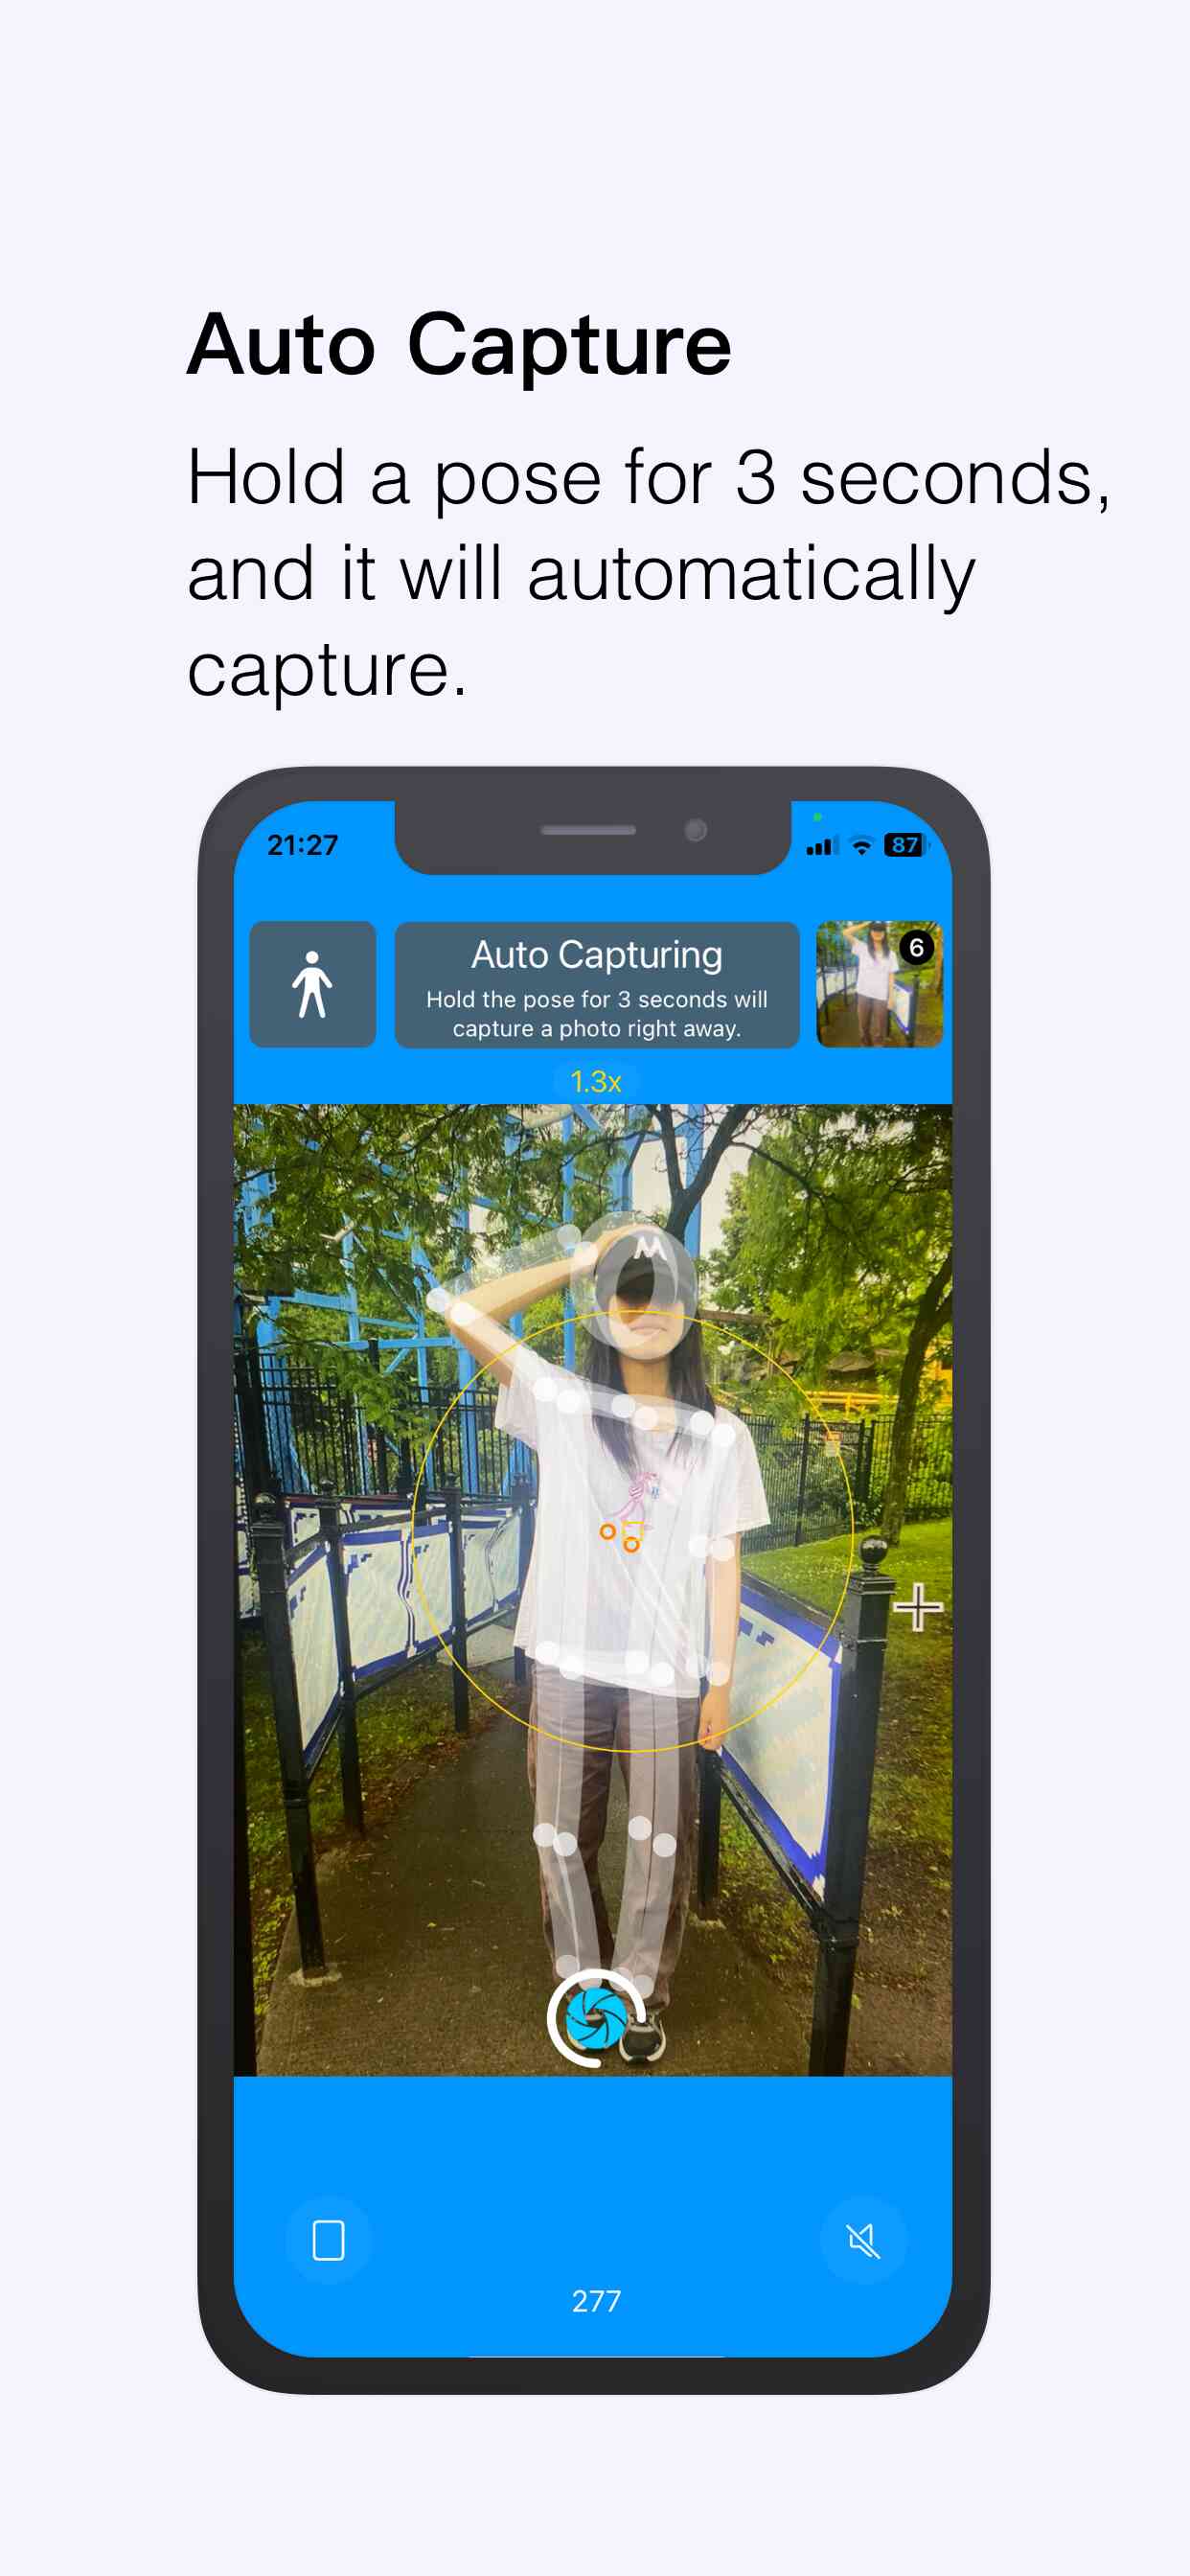 Auto Capture
Hold a pose for 3 seconds,
and it will automatically
capture.
21:27
87
Auto Capturing
Hold the pose for 3 seconds will
capture a photo right away.
6
1.3x
M
277